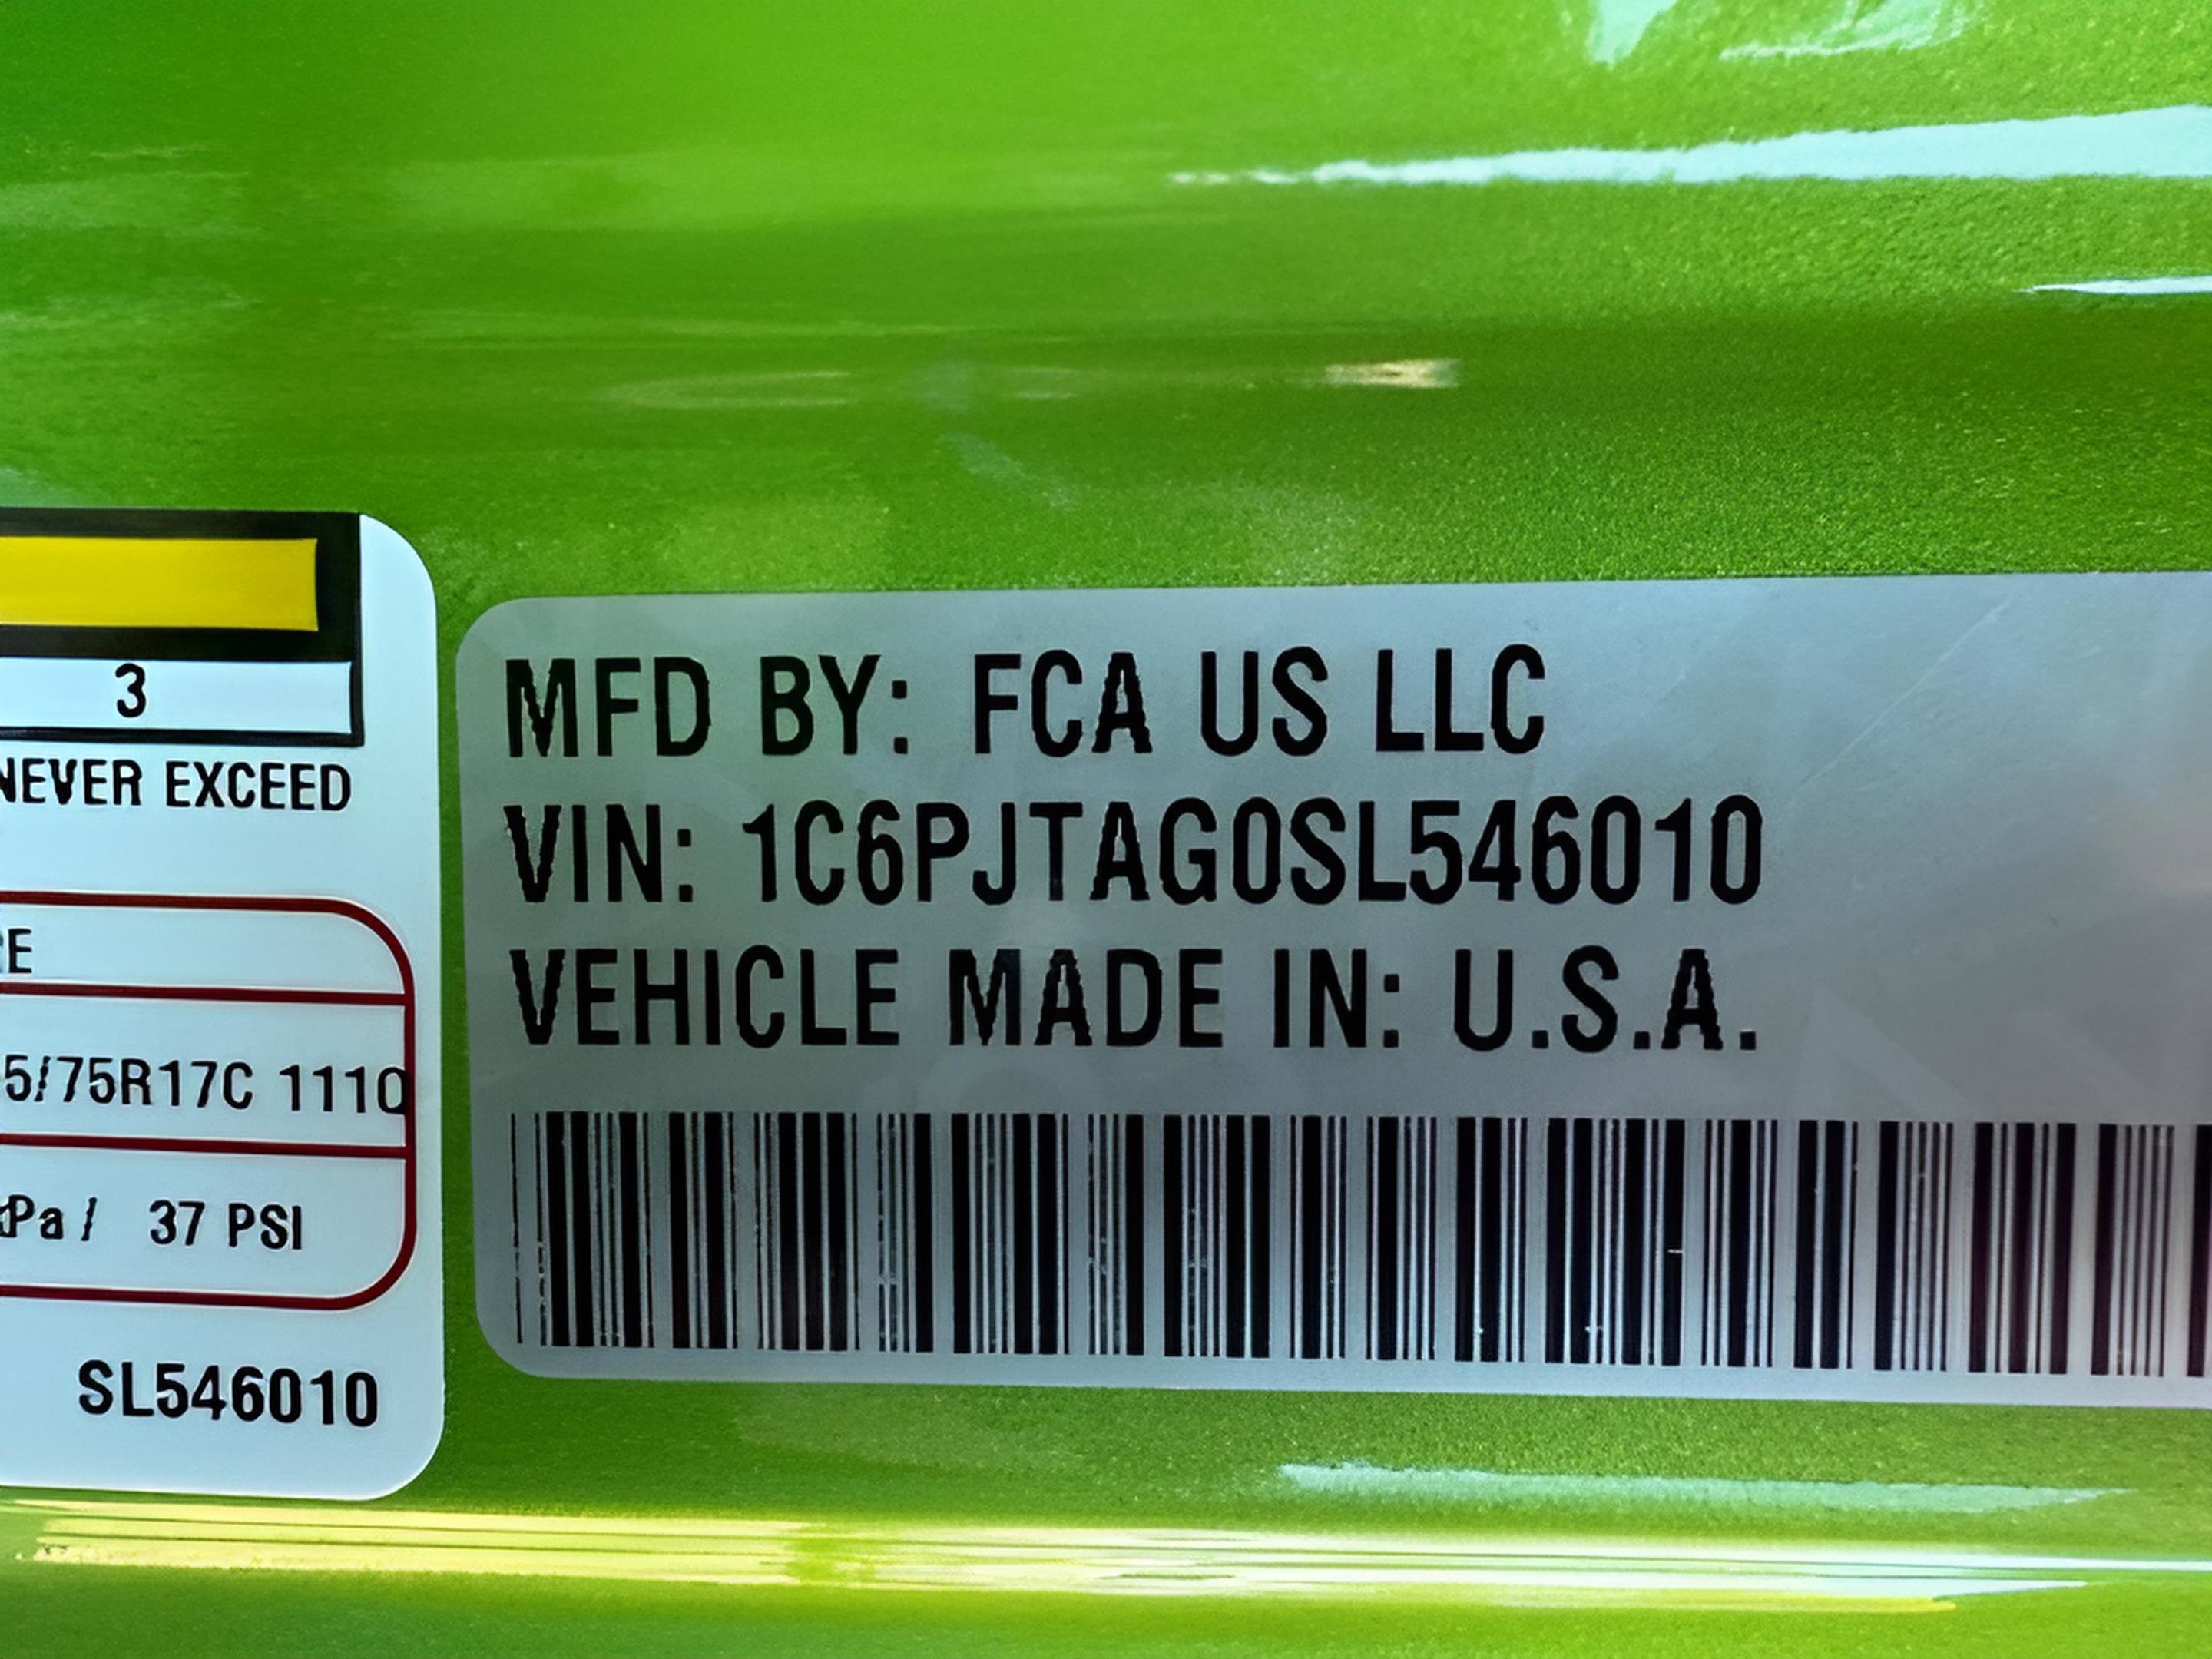 3
NEVER EXCEED
5/75R17C 111Q
kPa / 37 PSI
SL546010
MFD BY: FCA US LLC
VIN: 1C6PJTAG0SL546010
VEHICLE MADE IN: U.S.A.